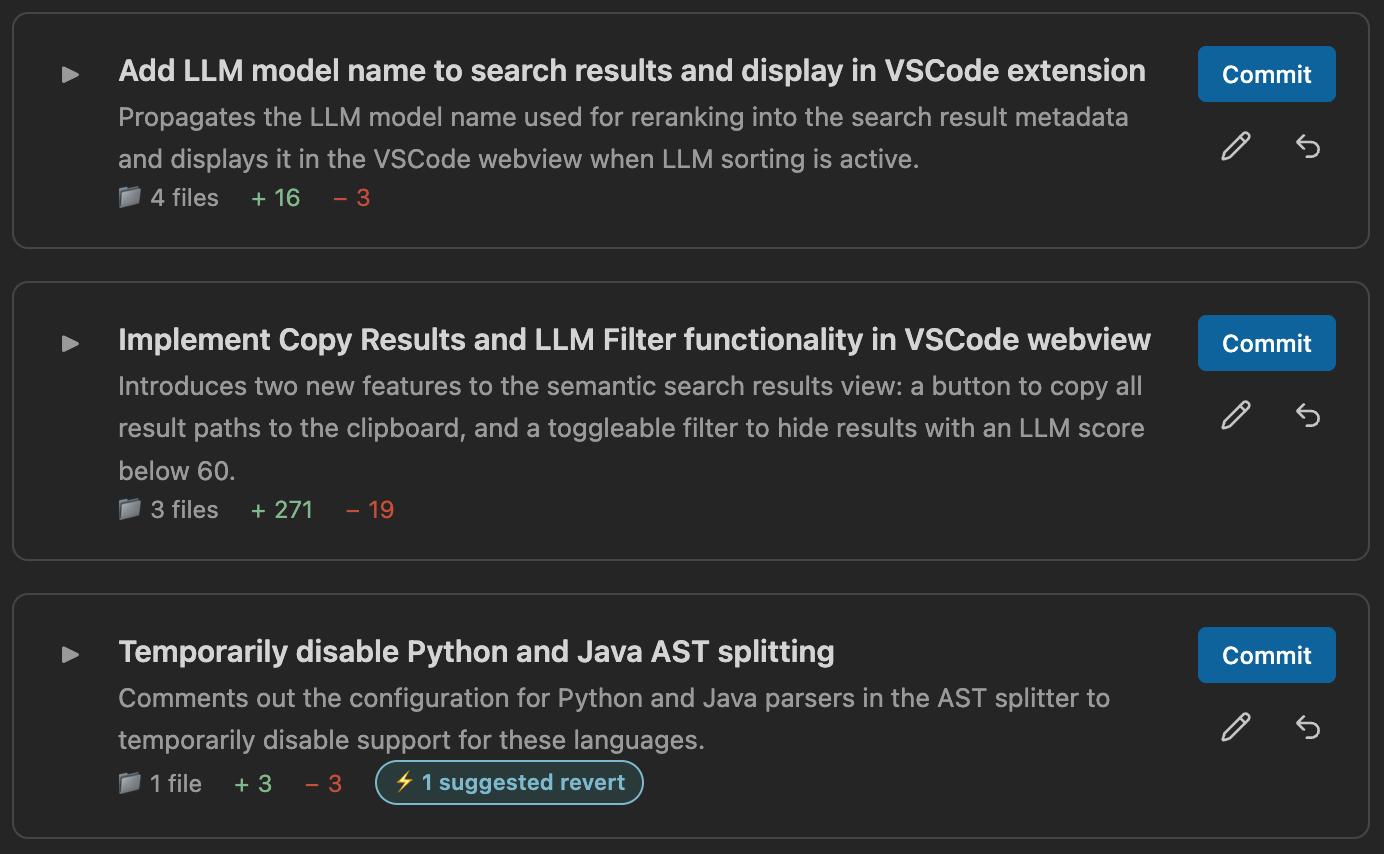 Add LLM model name to search results and display in VSCode extension
Commit
Propagates the LLM model name used for reranking into the search result metadata
and displays it in the VSCode webview when LLM sorting is active.
4 files + 16 − 3
Implement Copy Results and LLM Filter functionality in VSCode webview
Commit
Introduces two new features to the semantic search results view: a button to copy all
result paths to the clipboard, and a toggleable filter to hide results with an LLM score
below 60.
3 files + 271 − 19
Temporarily disable Python and Java AST splitting
Commit
Comments out the configuration for Python and Java parsers in the AST splitter to
temporarily disable support for these languages.
1 file + 3 − 3 ⚡ 1 suggested revert